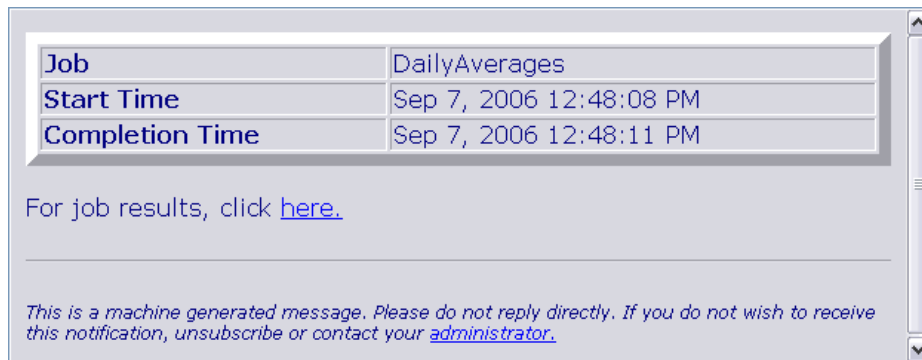 Job DailyAverages
Start Time Sep 7, 2006 12:48:08 PM
Completion Time Sep 7, 2006 12:48:11 PM
For job results, click here.
This is a machine generated message. Please do not reply directly. If you do not wish to receive
this notification, unsubscribe or contact your administrator.